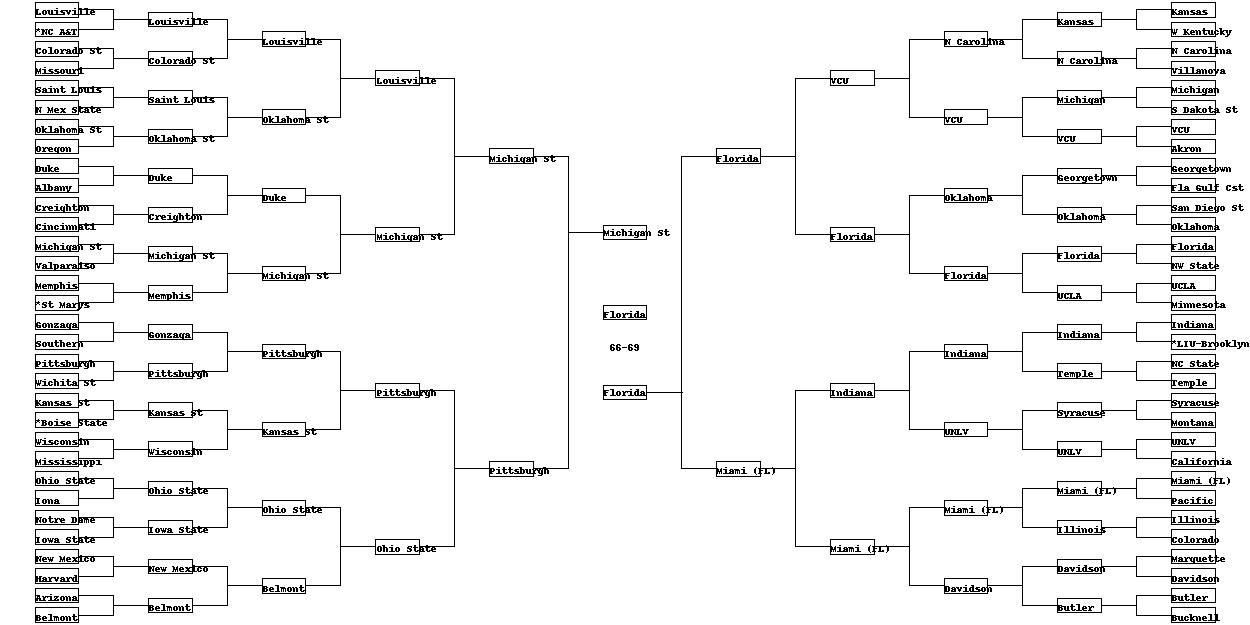 Louisville
*NC A&T
Colorado St
Missouri
Saint Louis
N Mex State
Oklahoma St
Oregon
Duke
Albany
Creighton
Cincinnati
Michigan St
Valparaiso
Memphis
*St Marys
Gonzaga
Southern
Pittsburgh
Wichita St
Kansas St
*Boise State
Wisconsin
Mississippi
Ohio State
Iona
Notre Dame
Iowa State
New Mexico
Harvard
Arizona
Belmont
Louisville
Colorado St
Saint Louis
Oklahoma St
Duke
Creighton
Michigan St
Memphis
Gonzaga
Pittsburgh
Kansas St
Wisconsin
Ohio State
Iowa State
New Mexico
Belmont
Louisville
Oklahoma St
Duke
Michigan St
Pittsburgh
Kansas St
Ohio State
Belmont
Louisville
Michigan St
Pittsburgh
Ohio State
Michigan St
Pittsburgh
Michigan St
Florida
66-69
Florida
Florida
Miami (FL)
VCU
Florida
Indiana
Miami (FL)
N Carolina
VCU
Oklahoma
Florida
Indiana
UNLV
Miami (FL)
Davidson
Kansas
N Carolina
Michigan
VCU
Georgetown
Oklahoma
Florida
UCLA
Indiana
Temple
Syracuse
UNLV
Miami (FL)
Illinois
Davidson
Butler
Kansas
W Kentucky
N Carolina
Villanova
Michigan
S Dakota St
VCU
Akron
Georgetown
Fla Gulf Cst
San Diego St
Oklahoma
Florida
NW State
UCLA
Minnesota
Indiana
*LIU-Brooklyn
NC State
Temple
Syracuse
Montana
UNLV
California
Miami (FL)
Pacific
Illinois
Colorado
Marquette
Davidson
Butler
Bucknell